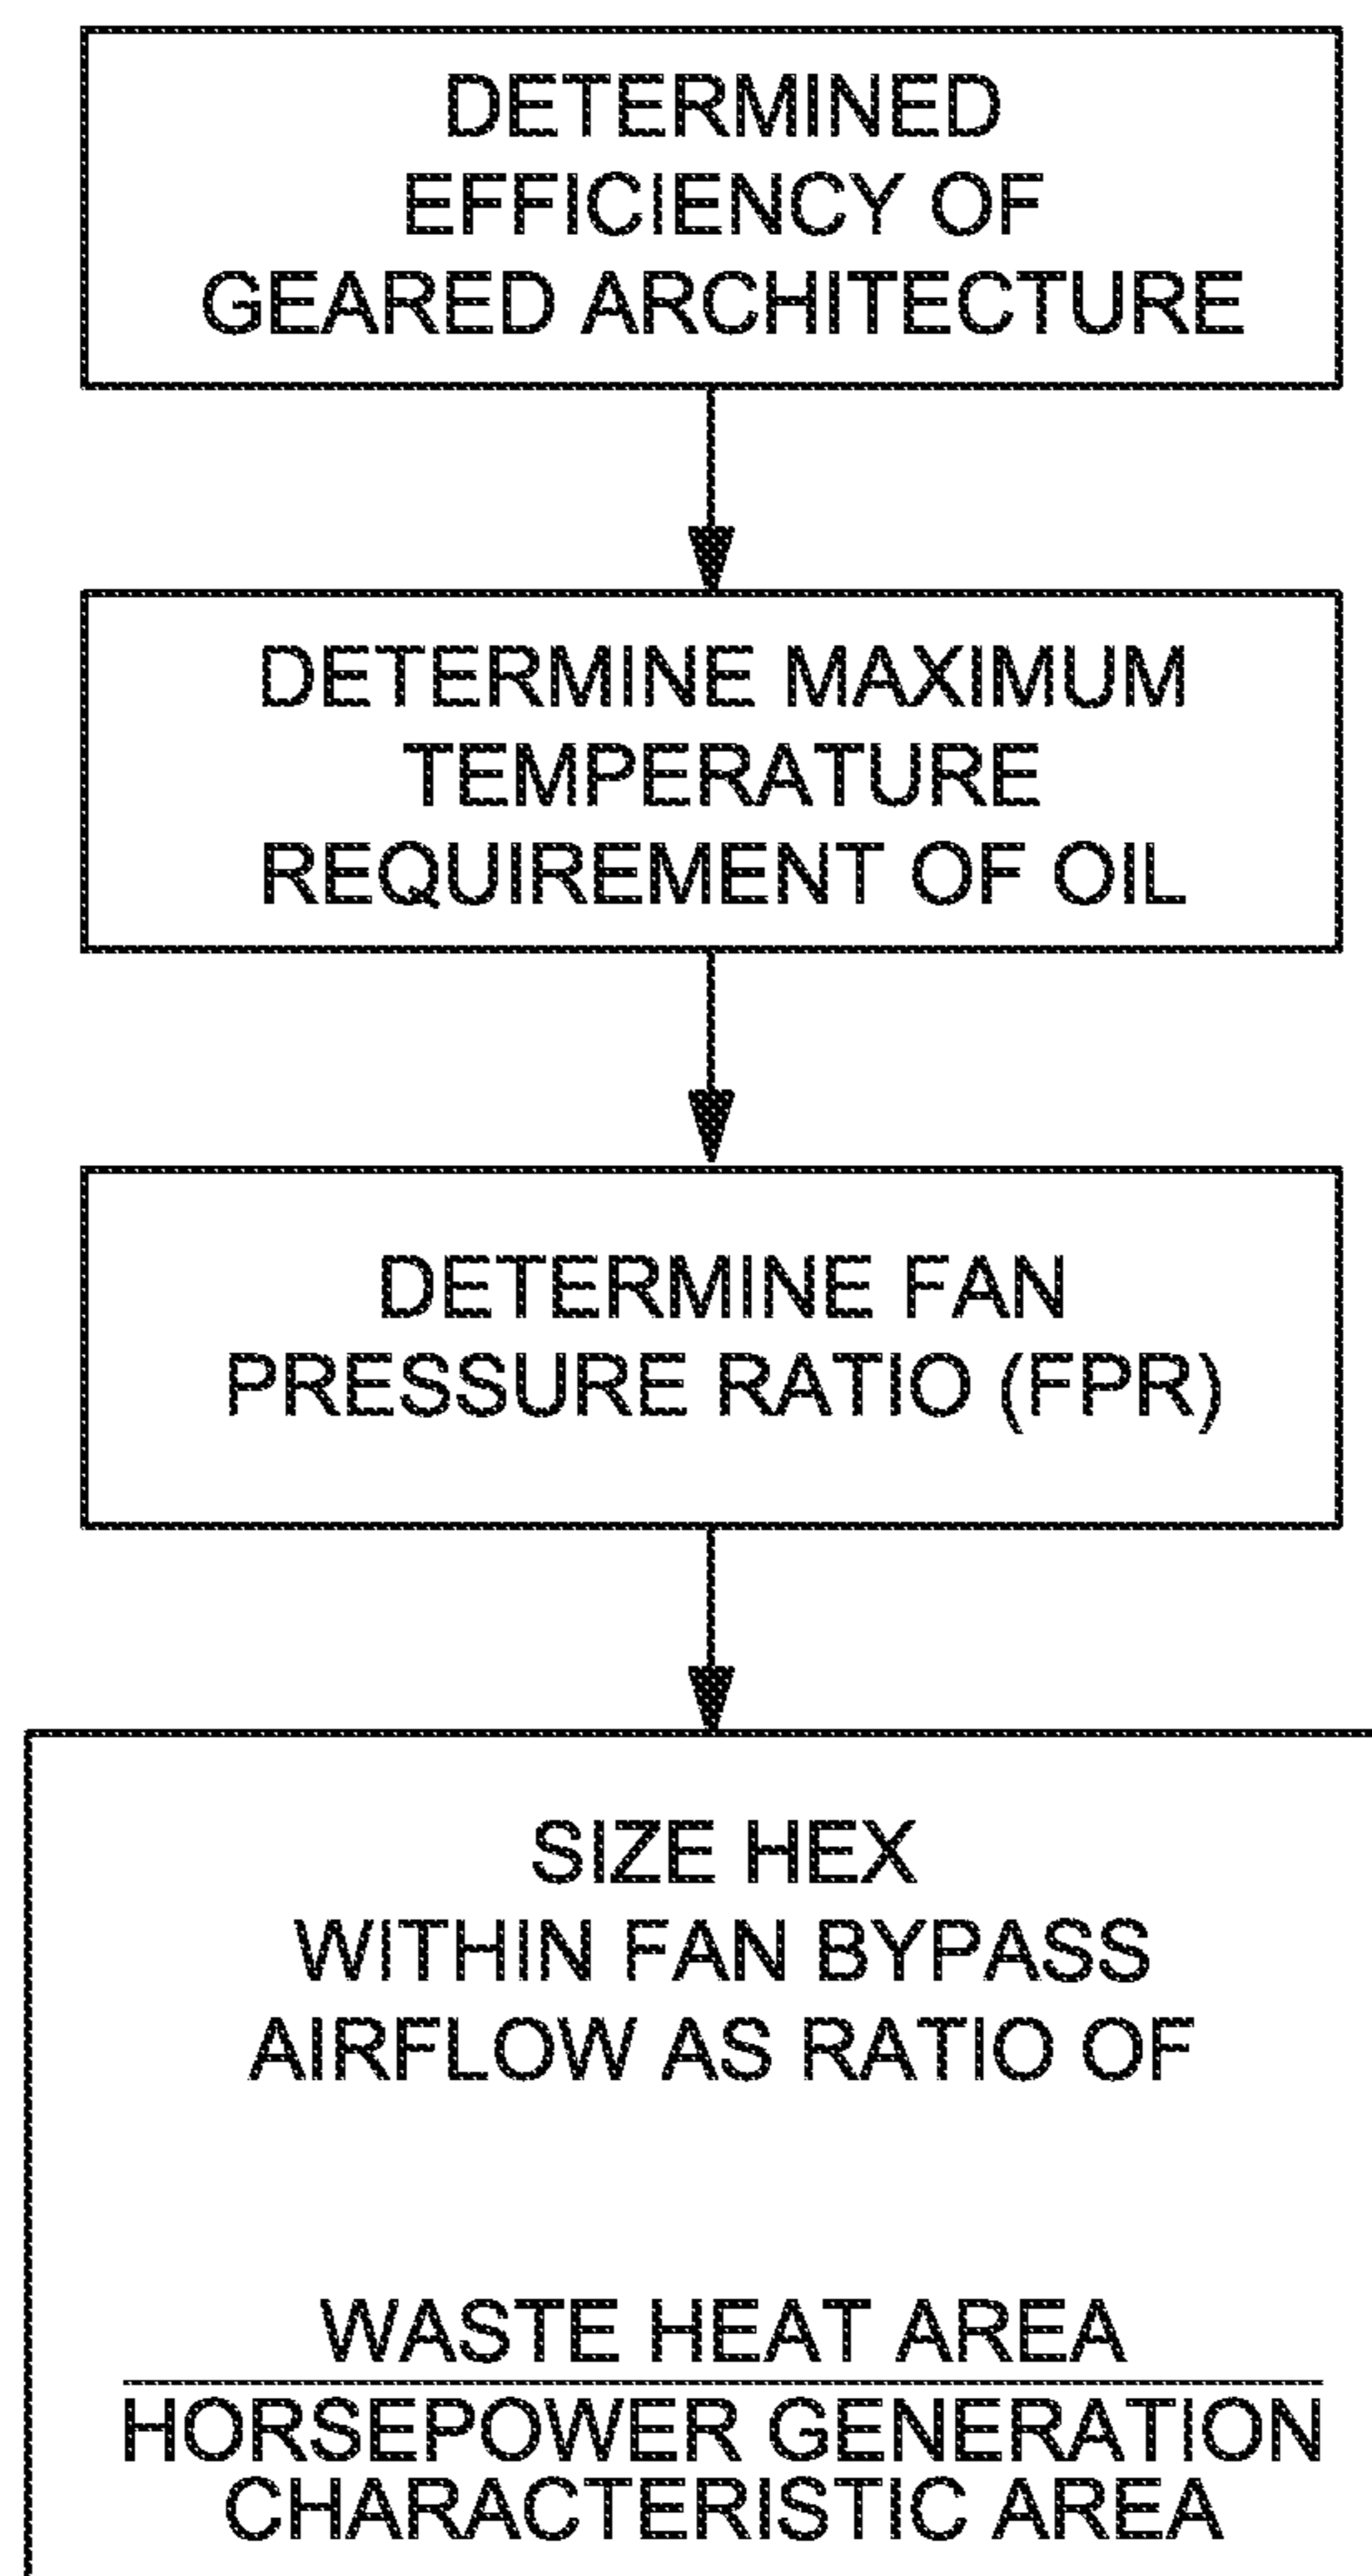 DETERMINED
EFFICIENCY OF
GEARED ARCHITECTURE
DETERMINE MAXIMUM
TEMPERATURE
REQUIREMENT OF OIL
DETERMINE FAN
PRESSURE RATIO (FPR)
SIZE HEX
WITHIN FAN BYPASS
AIRFLOW AS RATIO OF
WASTE HEAT AREA
HORSEPOWER GENERATION
CHARACTERISTIC AREA